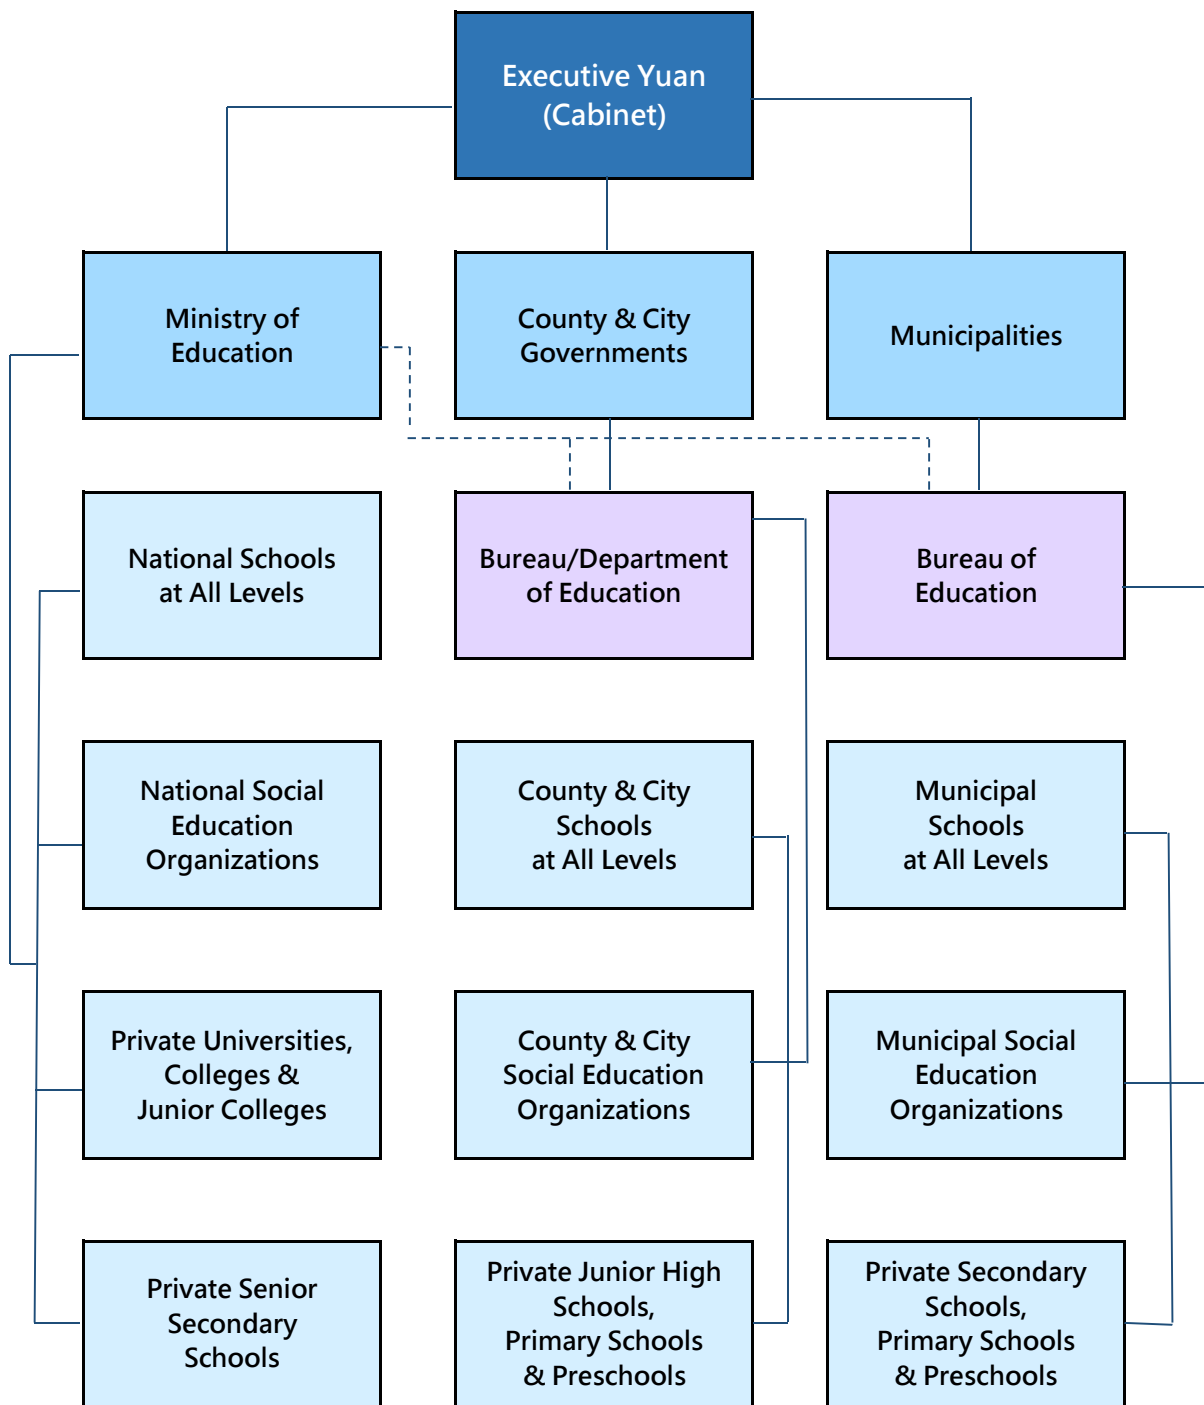 Executive Yuan
(Cabinet)
Ministry of
Education
County & City
Governments
Municipalities
National Schools
at All Levels
Bureau/Department
of Education
Bureau of
Education
National Social
Education
Organizations
County & City
Schools
at All Levels
Municipal
Schools
at All Levels
Private Universities,
Colleges &
Junior Colleges
County & City
Social Education
Organizations
Municipal Social
Education
Organizations
Private Senior
Secondary
Schools
Private Junior High
Schools,
Primary Schools
& Preschools
Private Secondary
Schools,
Primary Schools
& Preschools